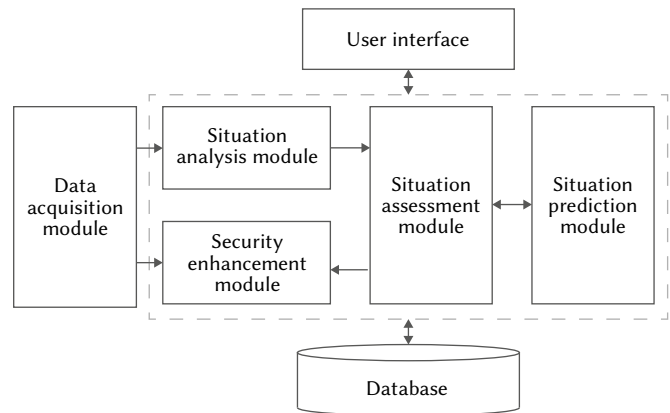 User interface
Situation
analysis module
Data
acquisition
module
Situation
assessment
module
Situation
prediction
module
Security
enhancement
module
Database